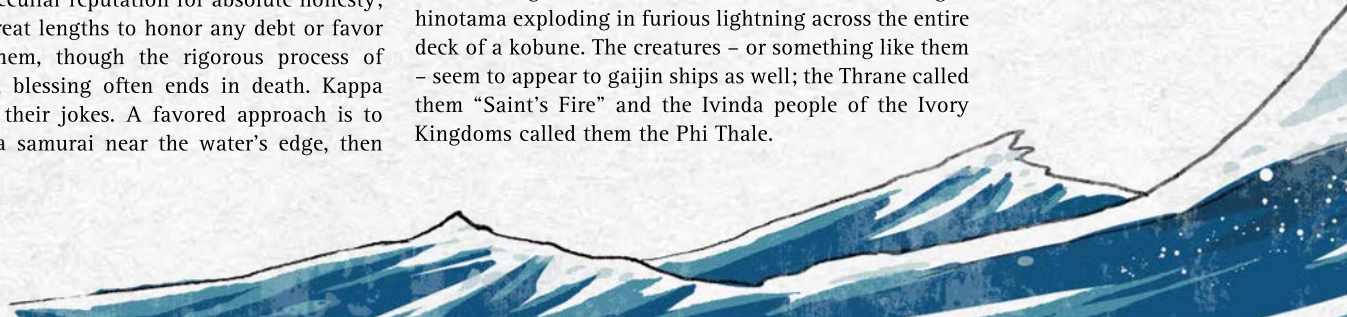 reputation for absolute honesty,
great lengths to honor any debt or favor
them, though the rigorous process of
blessing often ends in death. Kappa
their jokes. A favored approach is to
a samurai near the water's edge, then
hinotama exploding in furious lightning across the entire
deck of a kobune. The creatures – or something like them
– seem to appear to gaijin ships as well; the Thrane called
them “Saint's Fire” and the Ivinda people of the Ivory
Kingdoms called them the Phi Thale.